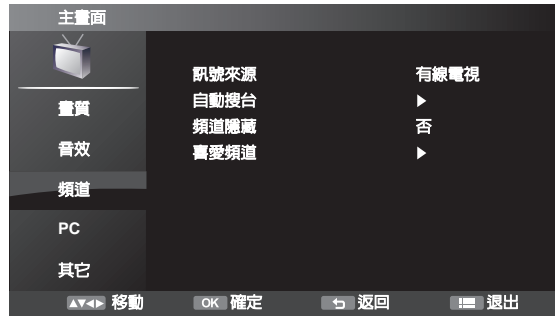 主畫面
畫質
音效
頻道
PC
其它
訊號來源 有線電視
自動搜台 ▶
頻道隱藏 否
喜愛頻道 ▶
▲▼◀▶ 移動 OK 確定 返回 退出